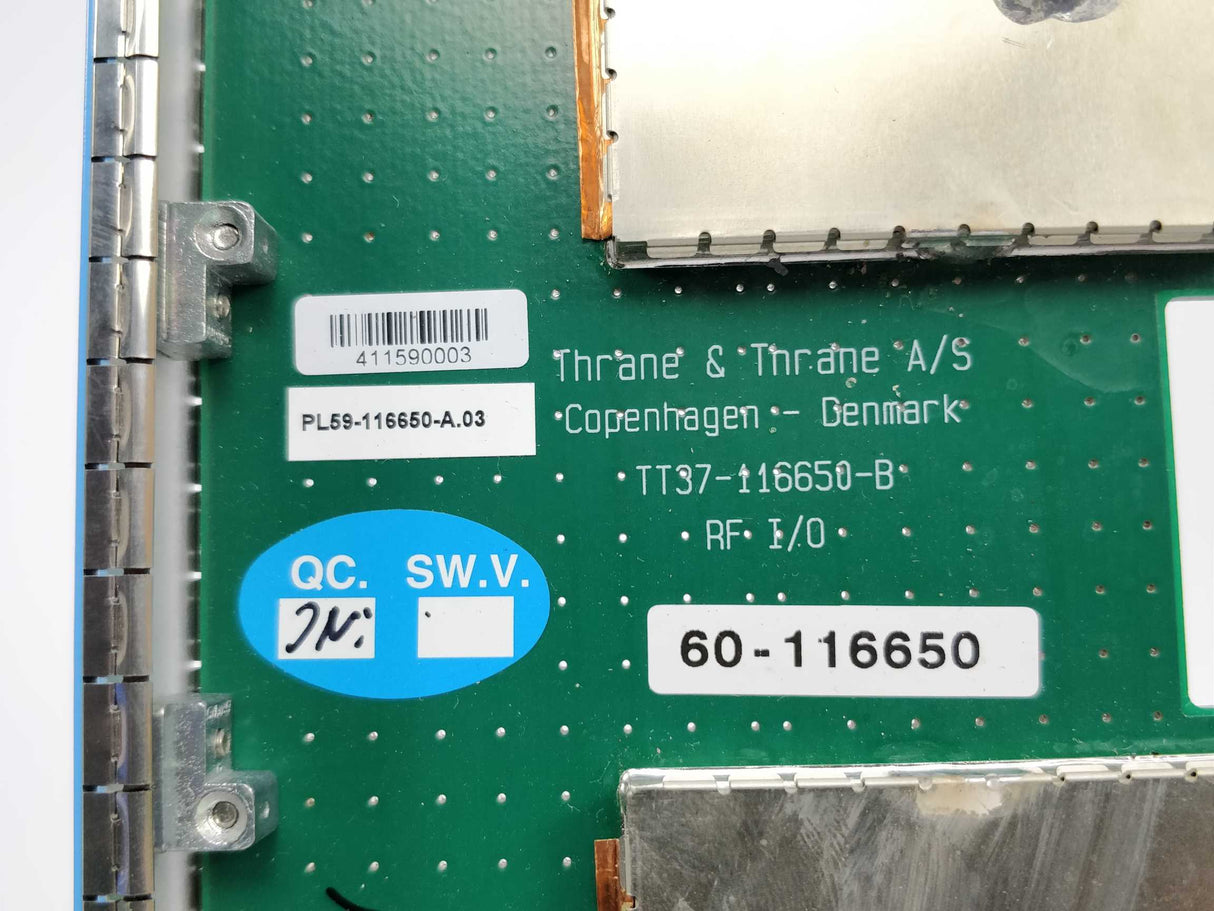 411590003
PL59-116650-A.03
Thrane & Thrane A/S
Copenhagen - Denmark
TT37-116650-B
RF I/O
QC. SW.V.
60-116650